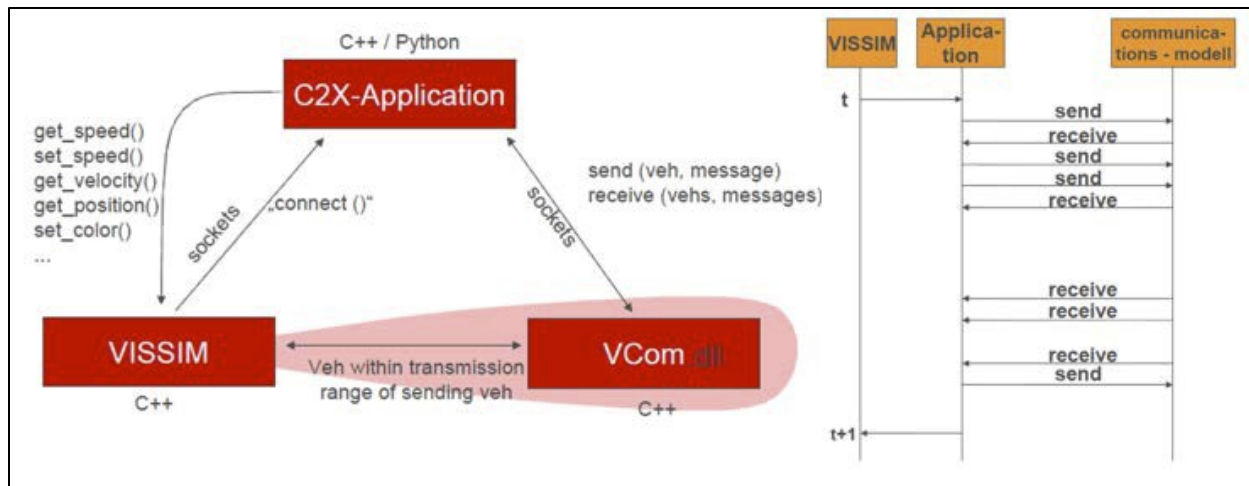 C++ / Python
C2X-Application
get_speed()
set_speed()
get_velocity()
get_position()
set_color()
...
sockets
„connect ()“
sockets
send (veh, message)
receive (vehs, messages)
VISSIM
C++
Veh within transmission
range of sending veh
VCom.dll
C++
VISSIM
Applica-
tion
communica-
tions - modell
t
send
receive
send
send
receive
receive
receive
receive
send
t+1